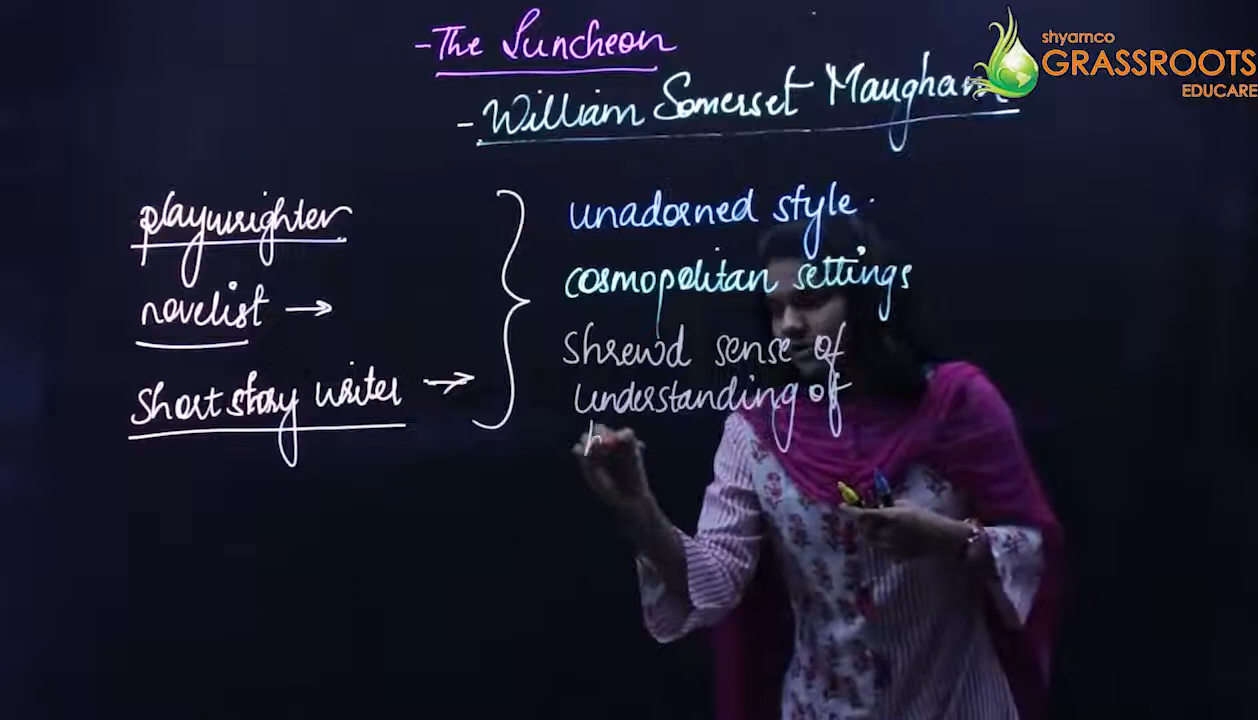 - The Luncheon
- William Somerset Maugham
shyamco
GRASSROOTS
EDUCARE
playwrighter
novelist →
short story writer →
unadorned style.
cosmopolitan settings
Shrewd sense of
understanding of
h